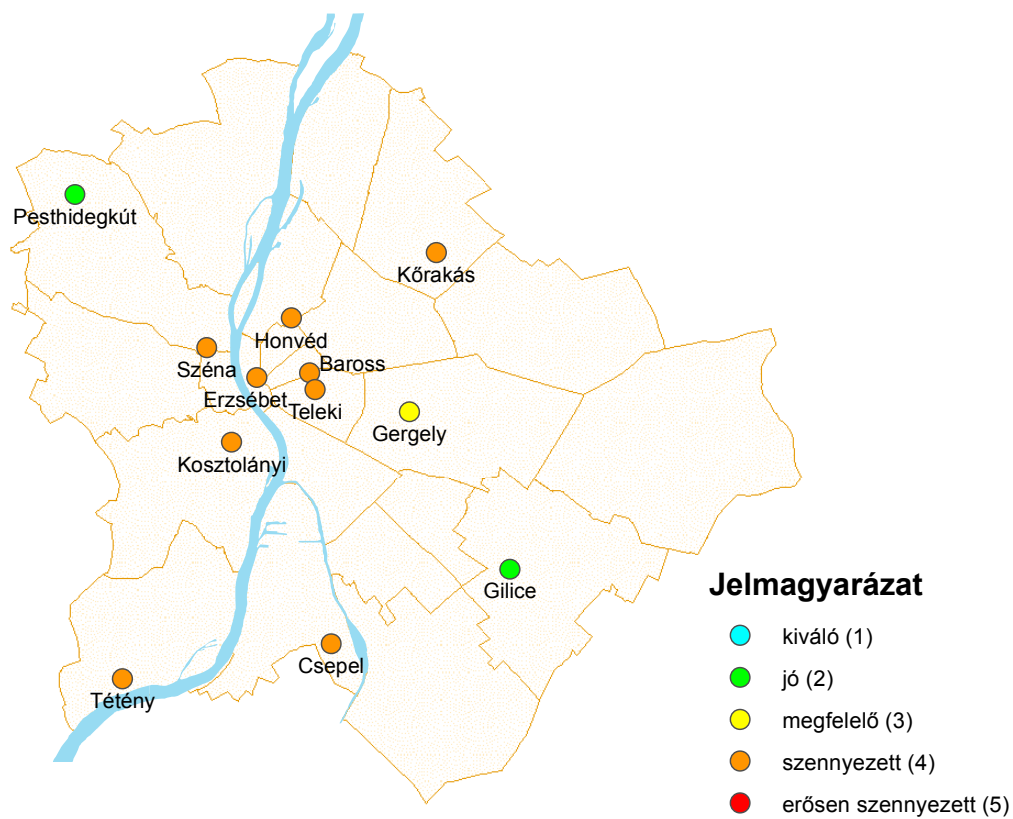 Pesthidegkút
Kőrakás
Honvéd
Széna
Baross
Erzsébet
Teleki
Gergely
Kosztolányi
Gilice
Csepel
Tétény
Jelmagyarázat
kiváló (1)
jó (2)
megfelelő (3)
szennyezett (4)
erősen szennyezett (5)